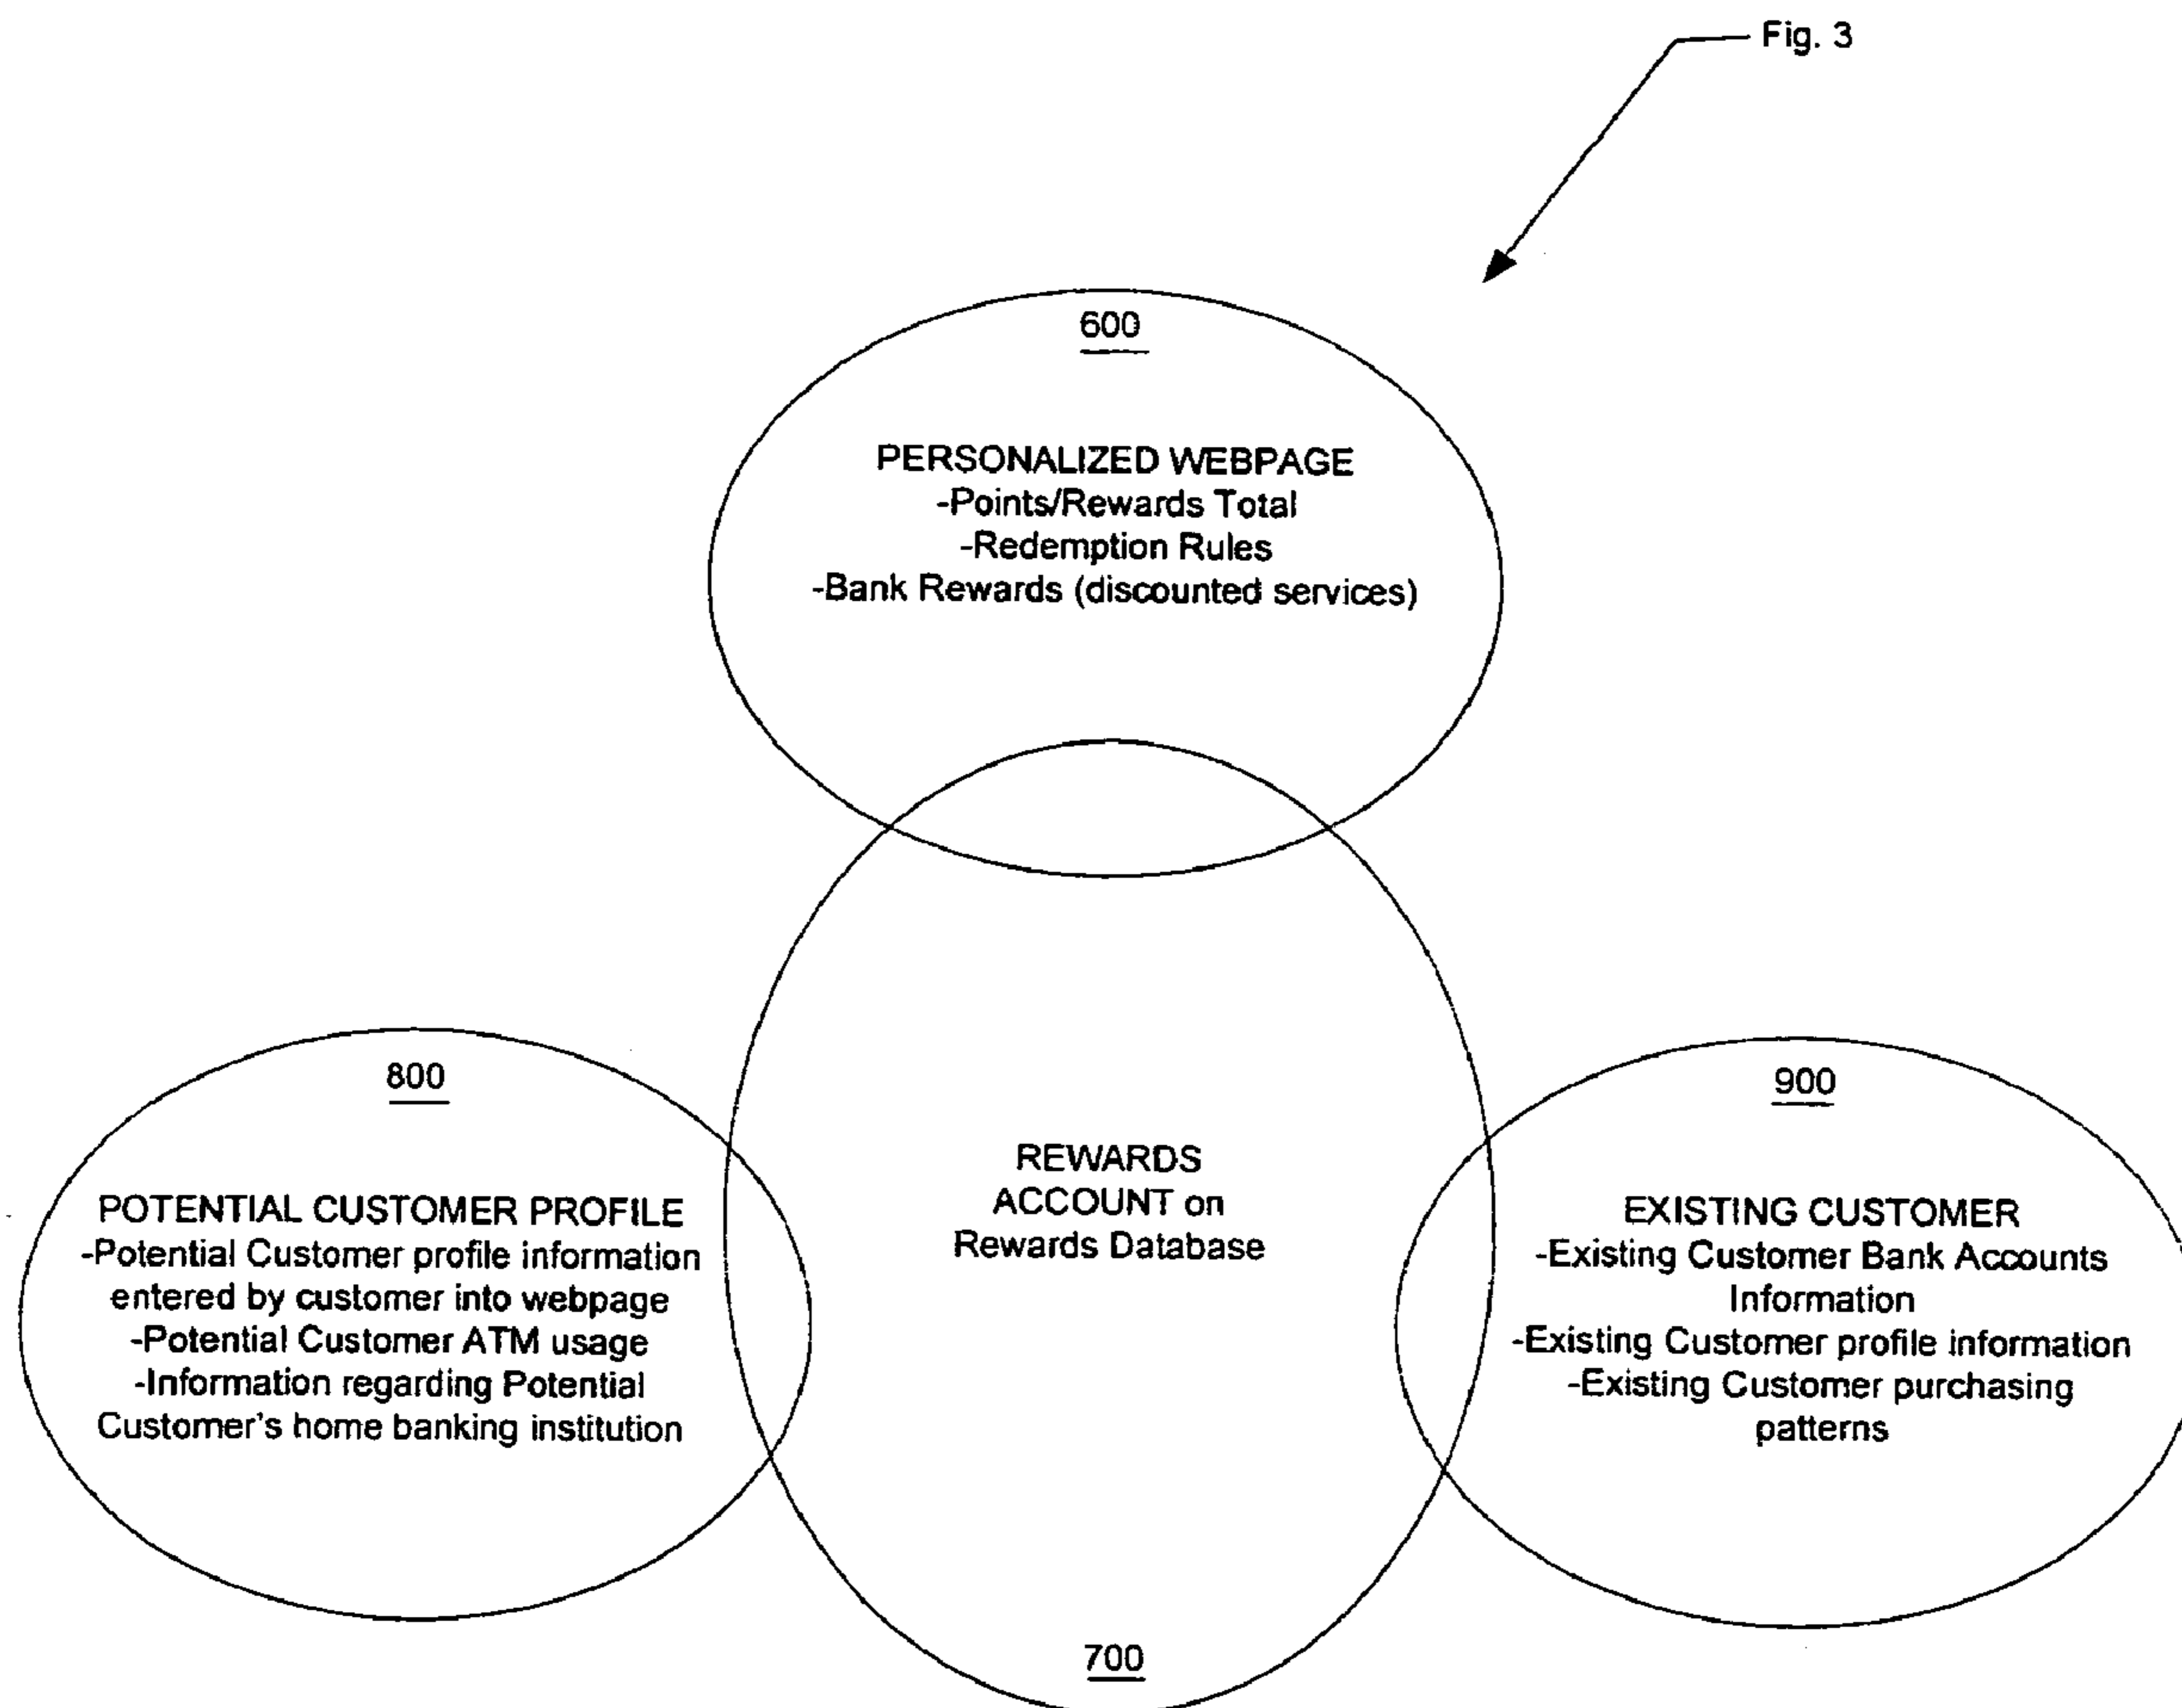 Fig. 3
600
PERSONALIZED WEBPAGE
-Points/Rewards Total
-Redemption Rules
-Bank Rewards (discounted services)
800
POTENTIAL CUSTOMER PROFILE
-Potential Customer profile information
entered by customer into webpage
-Potential Customer ATM usage
-Information regarding Potential
Customer's home banking institution
REWARDS
ACCOUNT on
Rewards Database
700
900
EXISTING CUSTOMER
-Existing Customer Bank Accounts
Information
-Existing Customer profile information
-Existing Customer purchasing
patterns